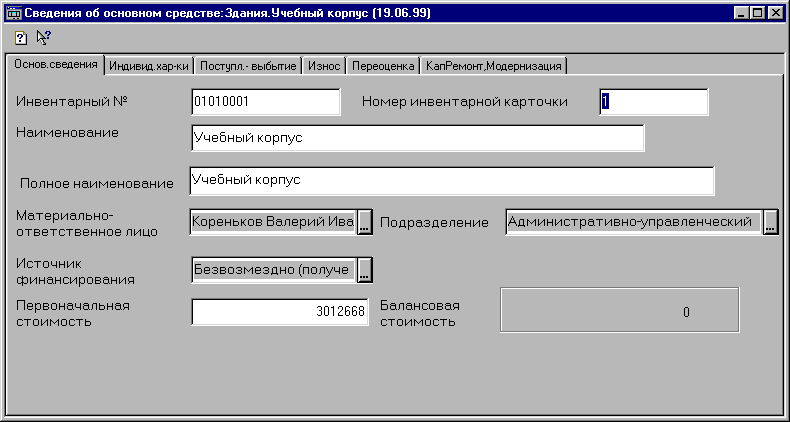 Сведения об основном средстве:Здания.Учебный корпус (19.06.99)
Основ.сведения Индивид.хар-ки Поступл.- выбытие Износ Переоценка КапРемонт,Модернизация
Инвентарный № 01010001 Номер инвентарной карточки 1
Наименование Учебный корпус
Полное наименование Учебный корпус
Материально-
ответственное лицо Кореньков Валерий Ива ... Подразделение Административно-управленческий ...
Источник
финансирования Безвозмездно (получе ...
Первоначальная
стоимость 3012668
Балансовая
стоимость 0